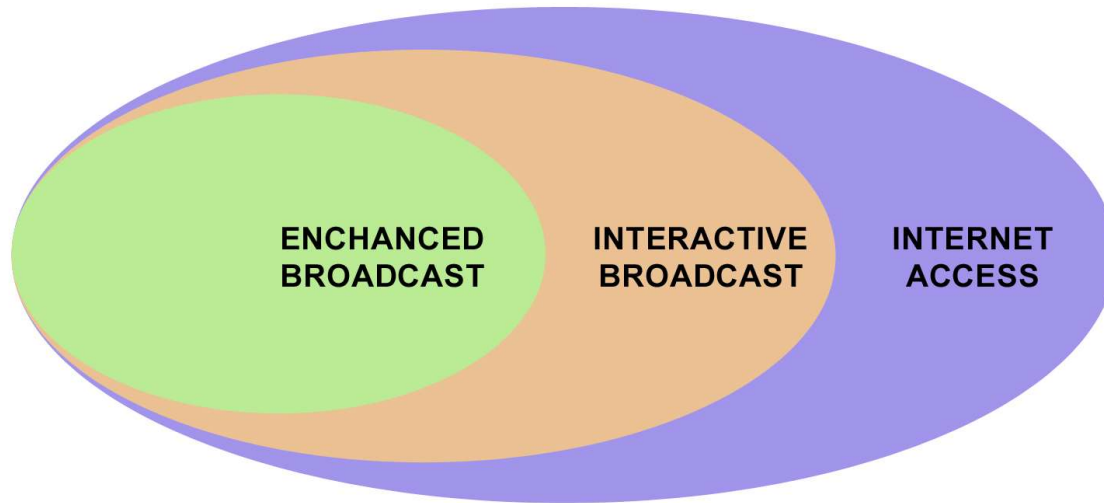 ENCHANCED
BROADCAST
INTERACTIVE
BROADCAST
INTERNET
ACCESS